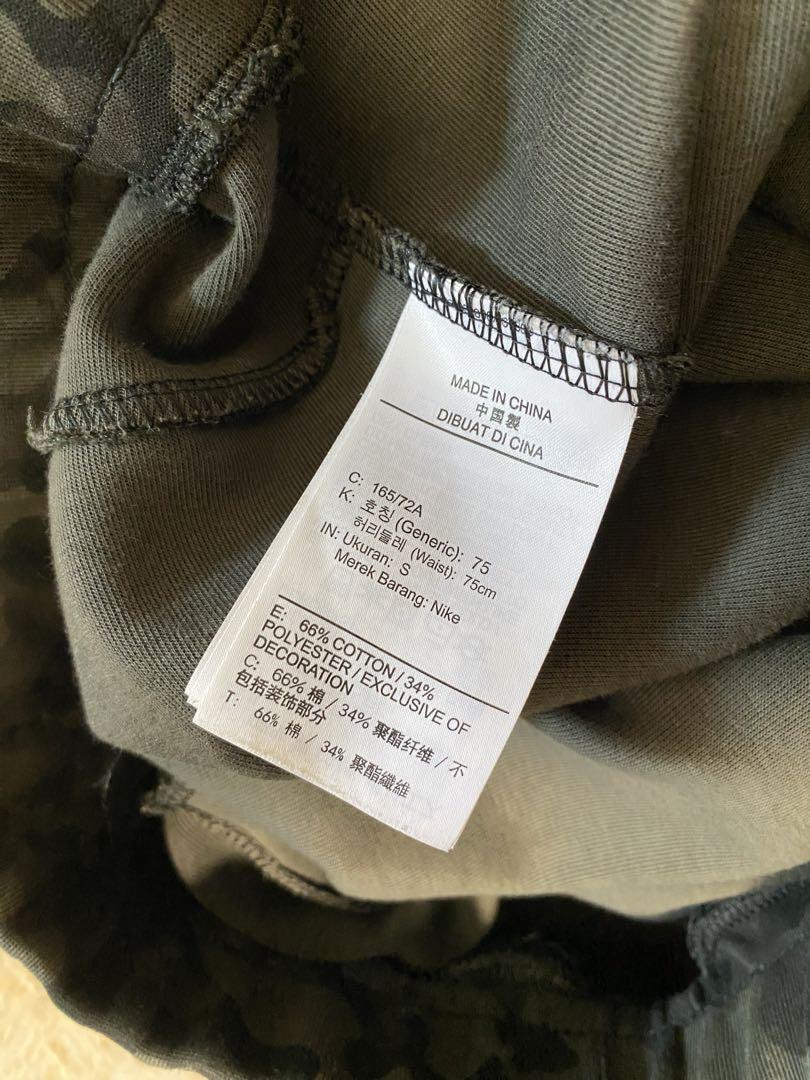 MADE IN CHINA
中国製
DIBUAT DI CINA
C: 165/72A
K: 호칭 (Generic): 75
허리둘레 (Waist): 75cm
IN: Ukuran: S
Merek Barang: Nike
E: 66% COTTON / 34%
POLYESTER / EXCLUSIVE OF
DECORATION
C: 66% 棉 / 34% 聚酯纤维 / 不
包括装饰部分
T: 66% 棉 / 34% 聚酯纖維